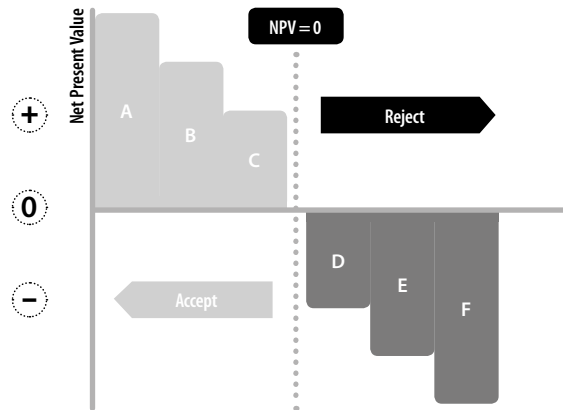 NPV = 0
Net Present Value
A
B
C
+
Reject
0
D
E
F
–
Accept